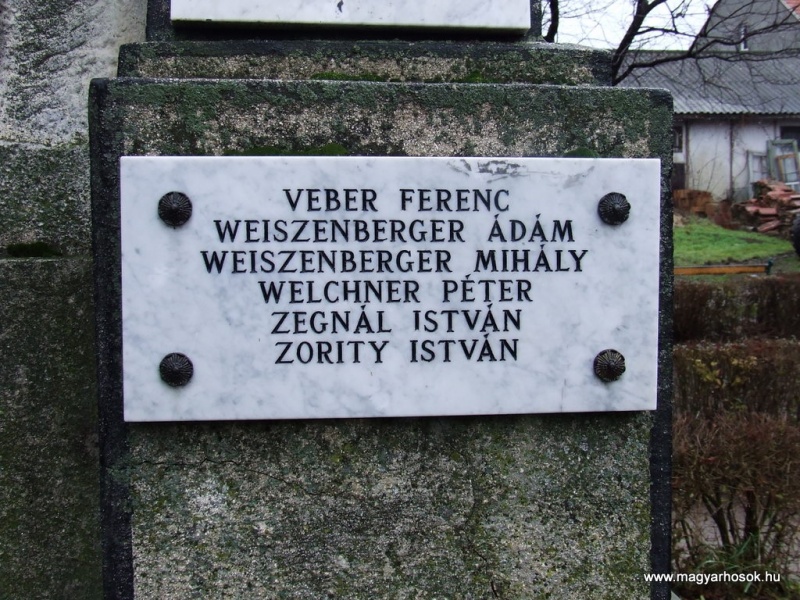 VEBER FERENC
WEISZENBERGER ÁDÁM
WEISZENBERGER MIHÁLY
WELCHNER PÉTER
ZEGNÁL ISTVÁN
ZORITY ISTVÁN
www.magyarhosok.hu